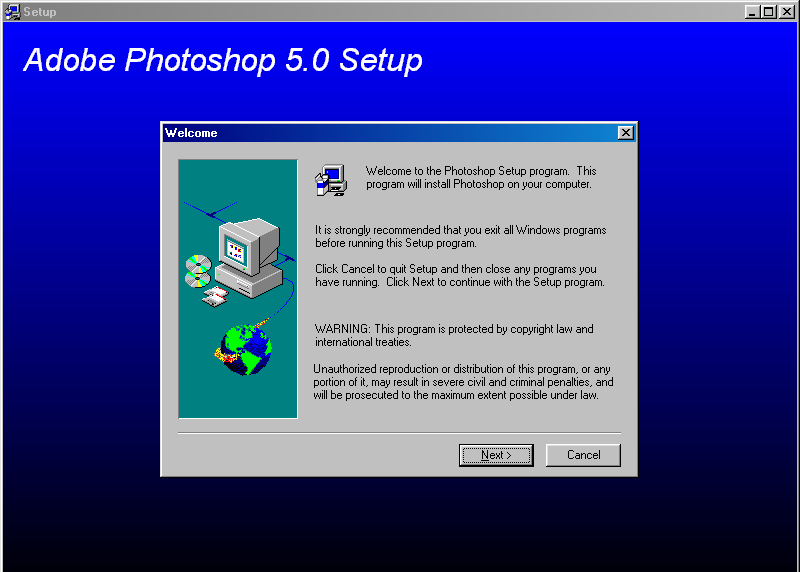 Setup
Adobe Photoshop 5.0 Setup
Welcome
Welcome to the Photoshop Setup program.  This
program will install Photoshop on your computer.
It is strongly recommended that you exit all Windows programs
before running this Setup program.
Click Cancel to quit Setup and then close any programs you
have running.  Click Next to continue with the Setup program.
WARNING: This program is protected by copyright law and
international treaties.
Unauthorized reproduction or distribution of this program, or any
portion of it, may result in severe civil and criminal penalties, and
will be prosecuted to the maximum extent possible under law.
Next >
Cancel